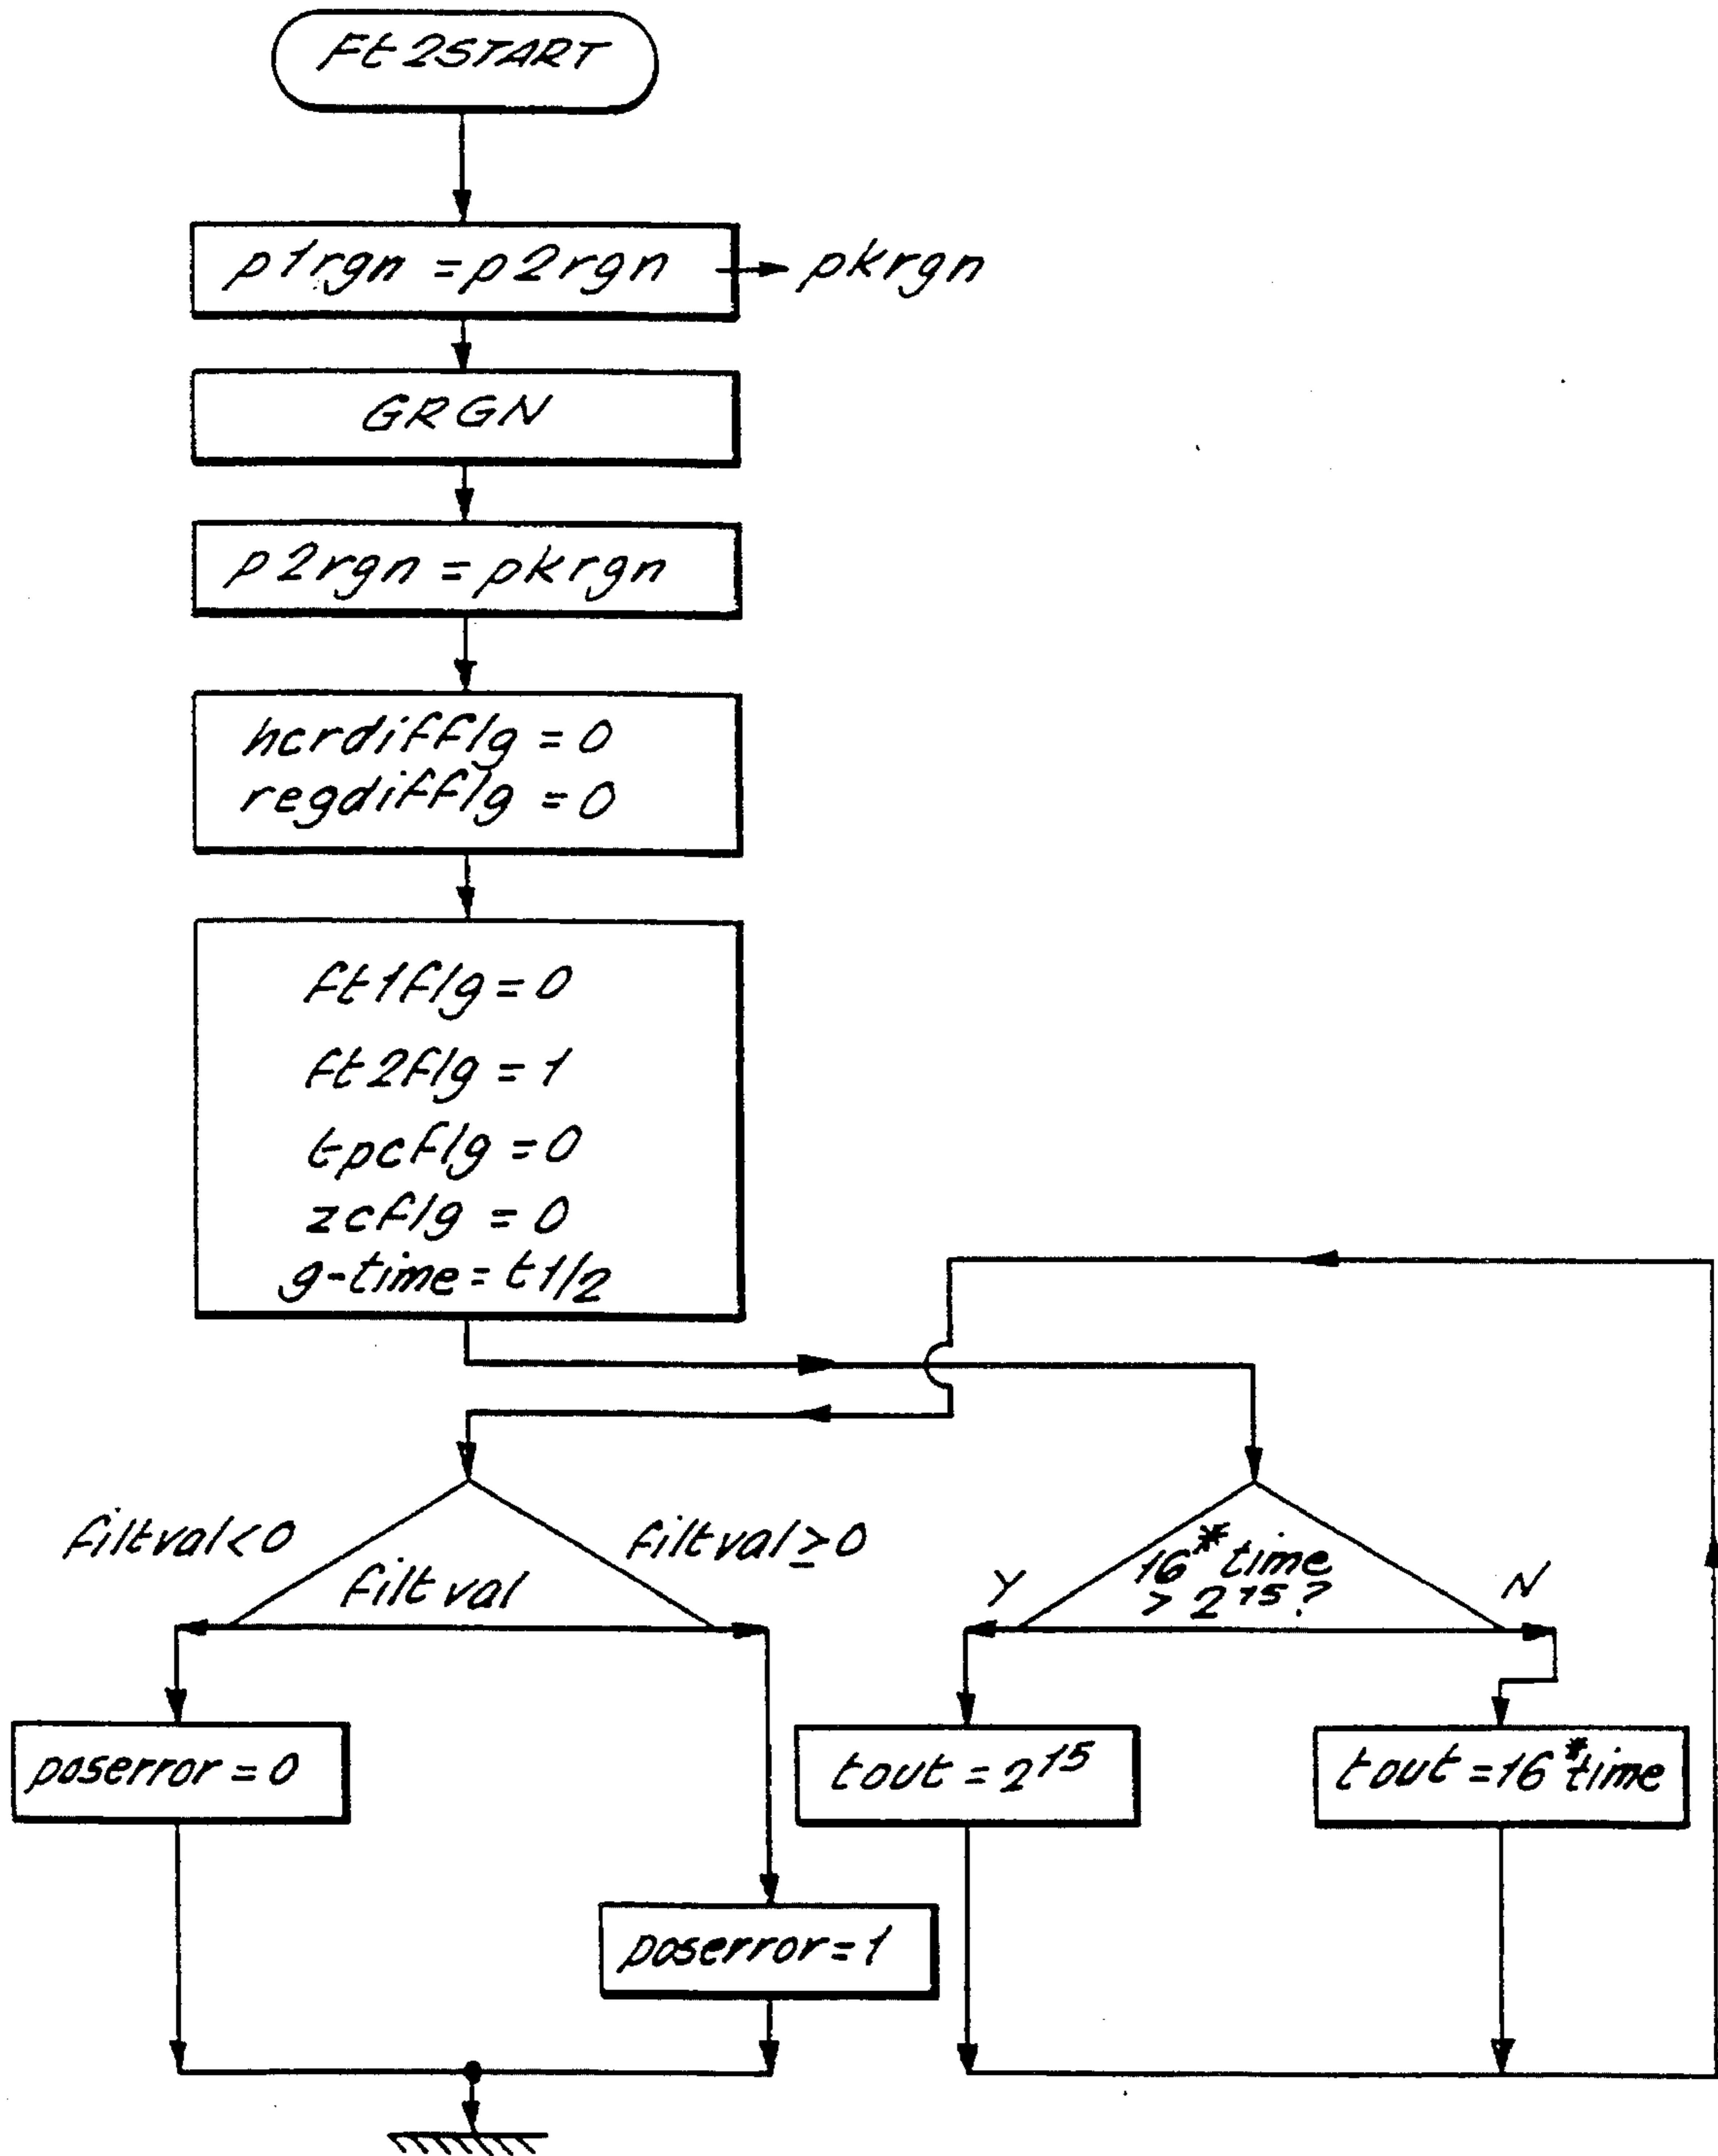 Ft2START
p1rgn = p2rgn → pkrgn
GRGN
p2rgn = pkrgn
hcrdiffflg = 0
regdiffflg = 0
ft1flg = 0
ft2flg = 1
tpcflg = 0
zcflg = 0
g-time = t1/2
filtval<0
filtval≥0
filtval
16*time
> 2^15?
Y
N
poserror = 0
tout = 2^15
tout = 16*time
poserror = 1